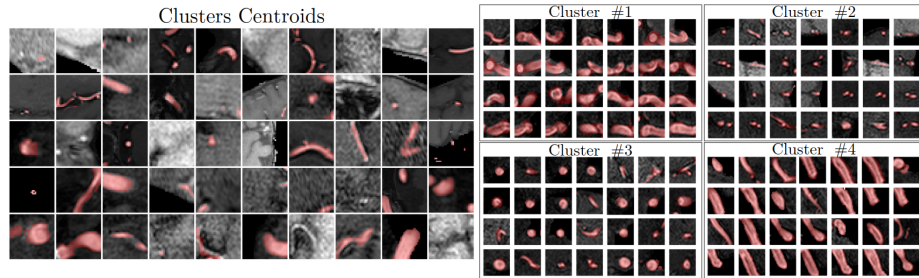 Clusters Centroids
Cluster #1
Cluster #2
Cluster #3
Cluster #4